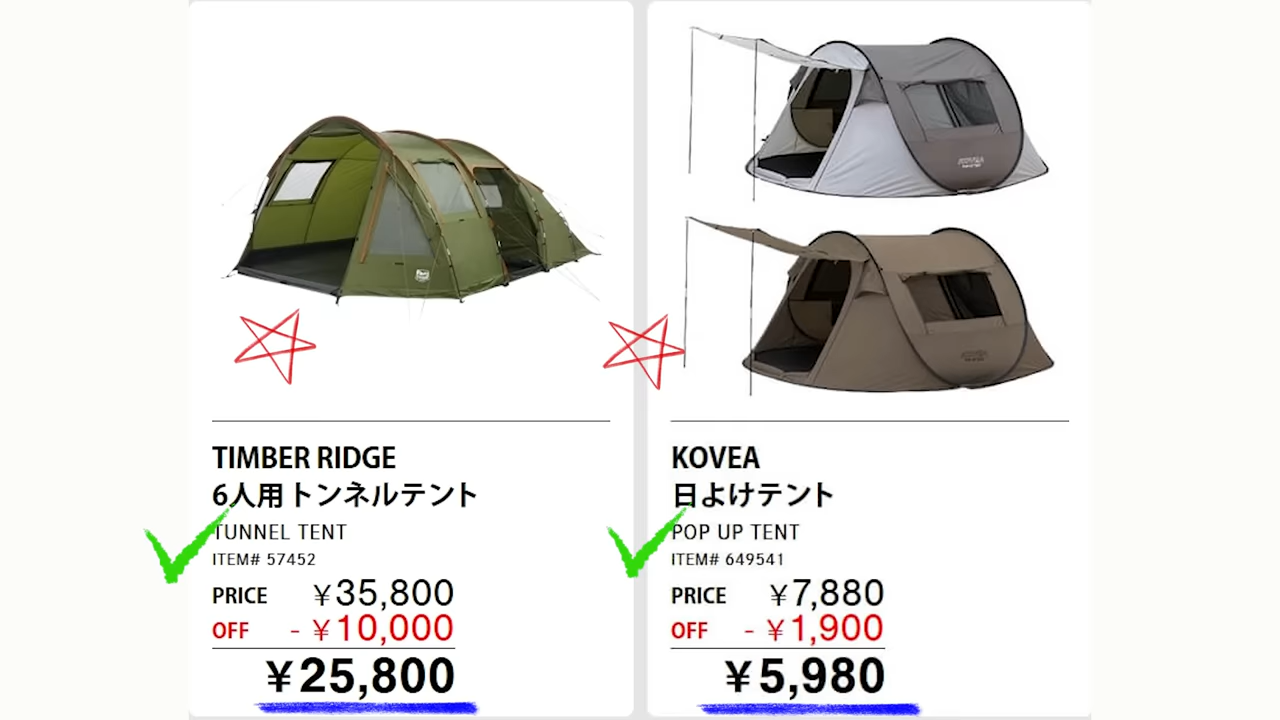 TIMBER RIDGE
6人用トンネルテント
TUNNEL TENT
ITEM# 57452
PRICE ¥35,800
OFF - ¥10,000
¥25,800
KOVEA
KOVEA
日よけテント
POP UP TENT
ITEM# 649541
PRICE ¥7,880
OFF - ¥1,900
¥5,980